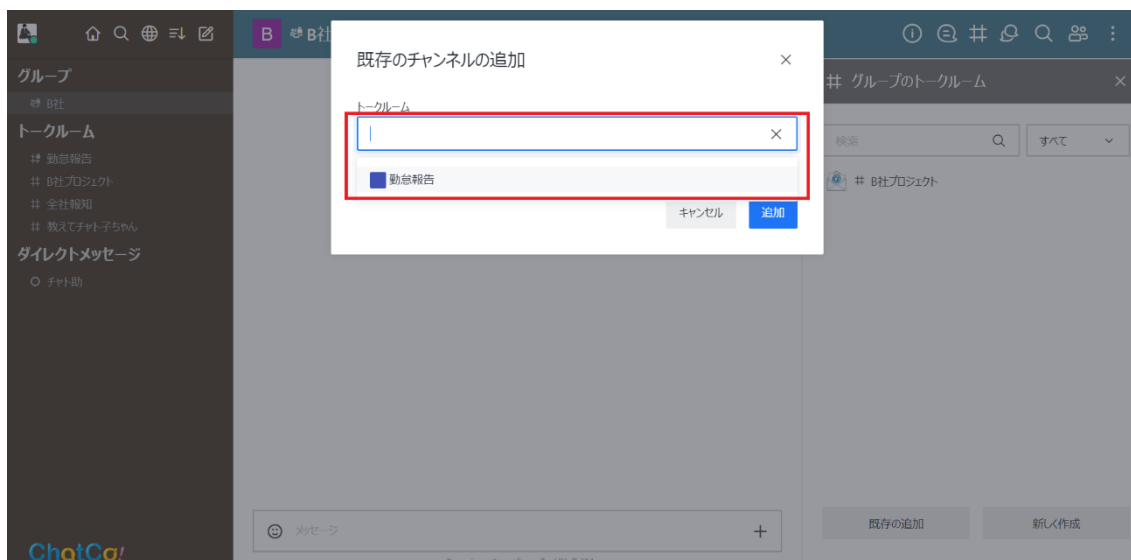 グループ
B社
トークルーム
勤怠報告
# B社プロジェクト
# 全社報知
# 教えてチャト子ちゃん
ダイレクトメッセージ
チャト助
ChatCo!
B
B社
メッセージ
既存のチャンネルの追加
トークルーム
勤怠報告
キャンセル
追加
# グループのトークルーム
検索
すべて
# B社プロジェクト
既存の追加
新しく作成